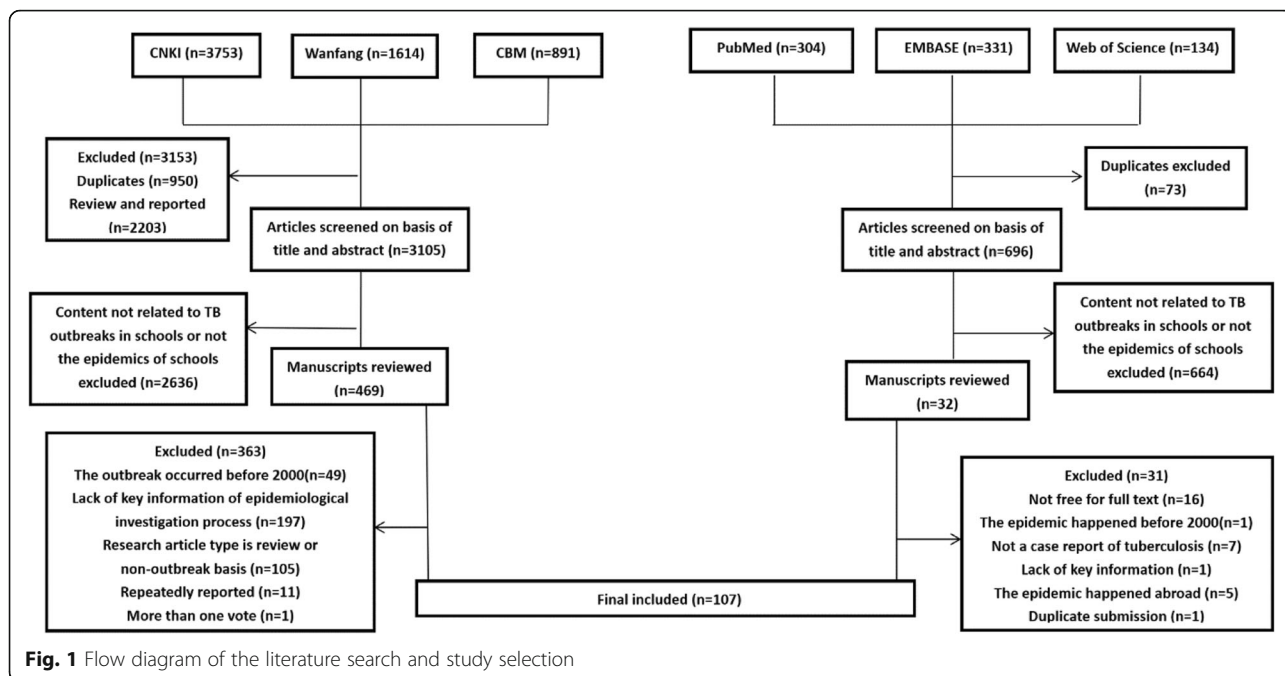 CNKI (n=3753)
Wanfang (n=1614)
CBM (n=891)
PubMed (n=304)
EMBASE (n=331)
Web of Science (n=134)
Excluded (n=3153)
Duplicates (n=950)
Review and reported
(n=2203)
Duplicates excluded
(n=73)
Articles screened on basis of
title and abstract (n=3105)
Articles screened on basis of
title and abstract (n=696)
Content not related to TB
outbreaks in schools or not
the epidemics of schools
excluded (n=2636)
Content not related to TB
outbreaks in schools or not
the epidemics of schools
excluded (n=664)
Manuscripts reviewed
(n=469)
Manuscripts reviewed
(n=32)
Excluded (n=363)
The outbreak occurred before 2000(n=49)
Lack of key information of epidemiological
investigation process (n=197)
Research article type is review or
non-outbreak basis (n=105)
Repeatedly reported (n=11)
More than one vote (n=1)
Excluded (n=31)
Not free for full text (n=16)
The epidemic happened before 2000(n=1)
Not a case report of tuberculosis (n=7)
Lack of key information (n=1)
The epidemic happened abroad (n=5)
Duplicate submission (n=1)
Final included (n=107)
Fig. 1 Flow diagram of the literature search and study selection